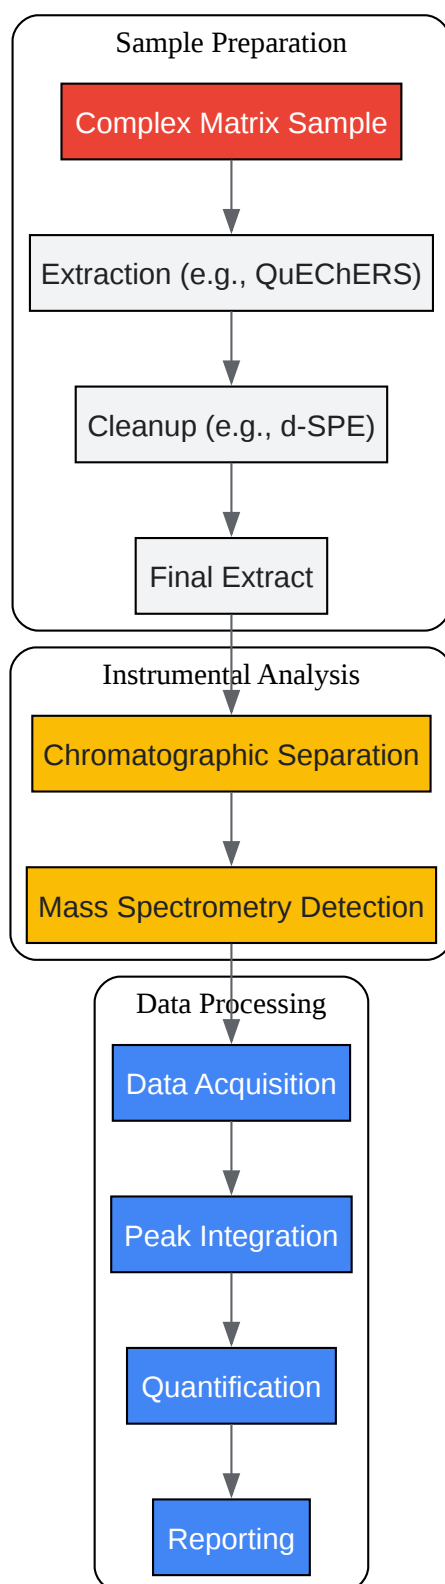 Sample Preparation
Complex Matrix Sample
Extraction (e.g., QuEChERS)
Cleanup (e.g., d-SPE)
Final Extract
Instrumental Analysis
Chromatographic Separation
Mass Spectrometry Detection
Data Processing
Data Acquisition
Peak Integration
Quantification
Reporting